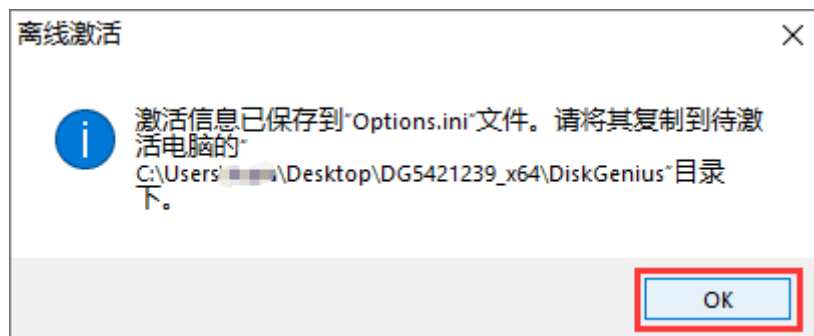 离线激活
激活信息已保存到"Options.ini"文件。请将其复制到待激
活电脑的"
C:\Users\\Desktop\DG5421239_x64\DiskGenius"目录
下。
OK